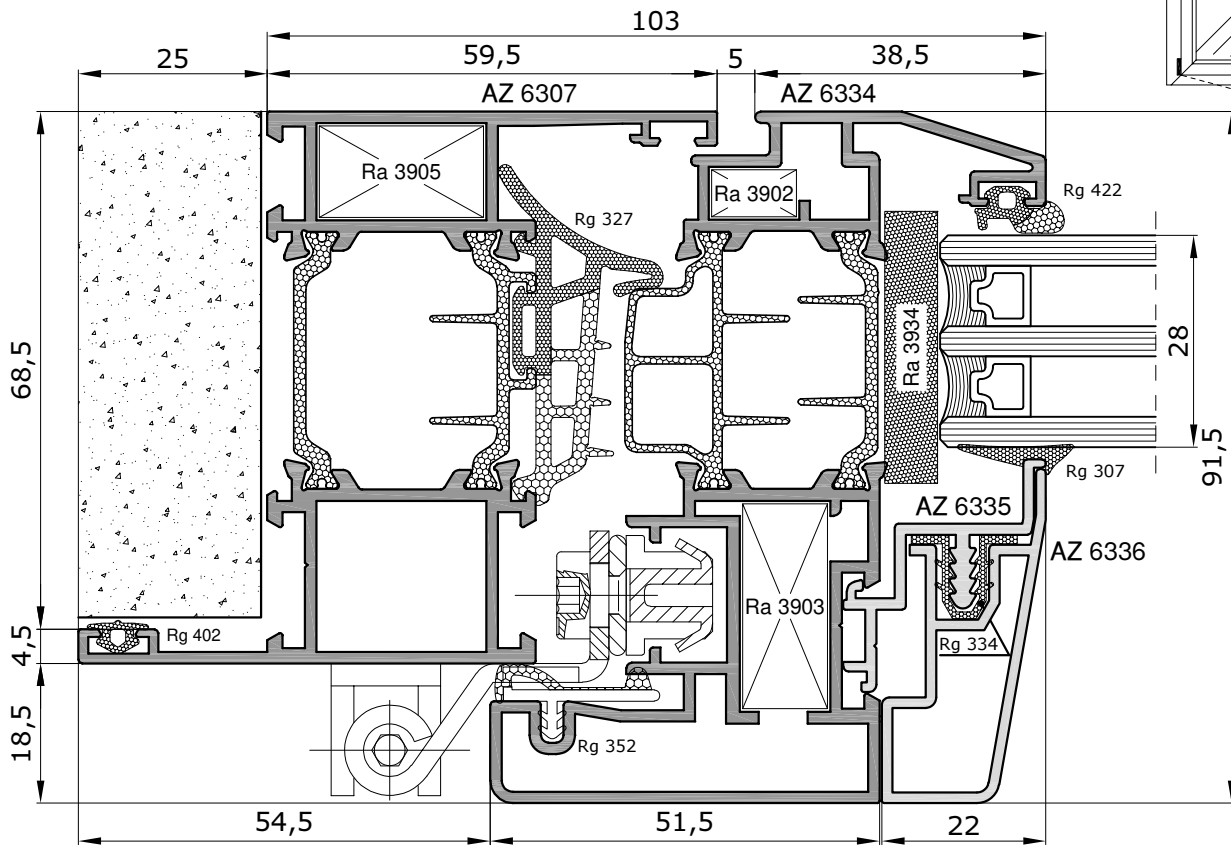 103
25
59,5
5
38,5
AZ 6307
AZ 6334
Ra 3905
Ra 3902
Rg 422
Rg 327
68,5
Ra 3934
28
91,5
Rg 307
AZ 6335
AZ 6336
Ra 3903
4,5
Rg 402
Rg 334
18,5
Rg 352
54,5
51,5
22